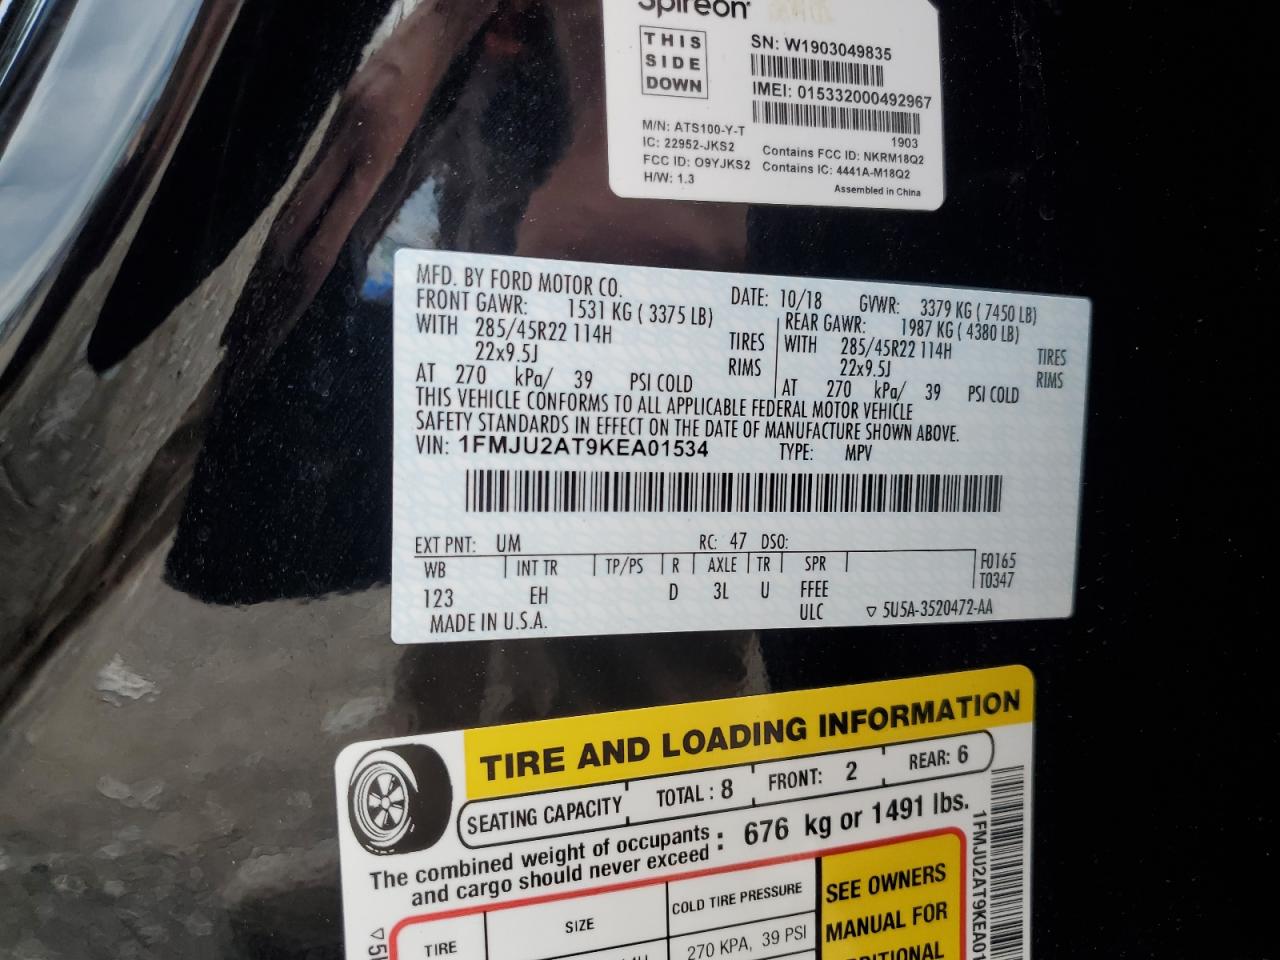 Spireon
THIS
SIDE
DOWN
SN: W1903049835
IMEI: 015332000492967
1903
M/N: ATS100-Y-T
IC: 22952-JKS2
FCC ID: O9YJKS2
H/W: 1.3
Contains FCC ID: NKRM18Q2
Contains IC: 4441A-M18Q2
Assembled in China
MFD. BY FORD MOTOR CO.
DATE: 10/18 GVWR: 3379 KG ( 7450 LB)
FRONT GAWR: 1531 KG ( 3375 LB)
WITH 285/45R22 114H TIRES
22x9.5J RIMS
AT 270 kPa/ 39 PSI COLD
REAR GAWR: 1987 KG ( 4380 LB)
WITH 285/45R22 114H TIRES
22x9.5J RIMS
AT 270 kPa/ 39 PSI COLD
THIS VEHICLE CONFORMS TO ALL APPLICABLE FEDERAL MOTOR VEHICLE
SAFETY STANDARDS IN EFFECT ON THE DATE OF MANUFACTURE SHOWN ABOVE.
VIN: 1FMJU2AT9KEA01534 TYPE: MPV
EXT PNT: UM RC: 47 DSO:
WB INT TR TP/PS R AXLE TR SPR
F0165
T0347
123 EH D 3L U FFEE
ULC
MADE IN U.S.A.
▽ 5U5A-3520472-AA
TIRE AND LOADING INFORMATION
SEATING CAPACITY TOTAL : 8 FRONT: 2 REAR: 6
The combined weight of occupants
and cargo should never exceed : 676 kg or 1491 lbs.
TIRE SIZE COLD TIRE PRESSURE
270 KPA, 39 PSI
SEE OWNERS
MANUAL FOR
1FMJU2AT9KEA01